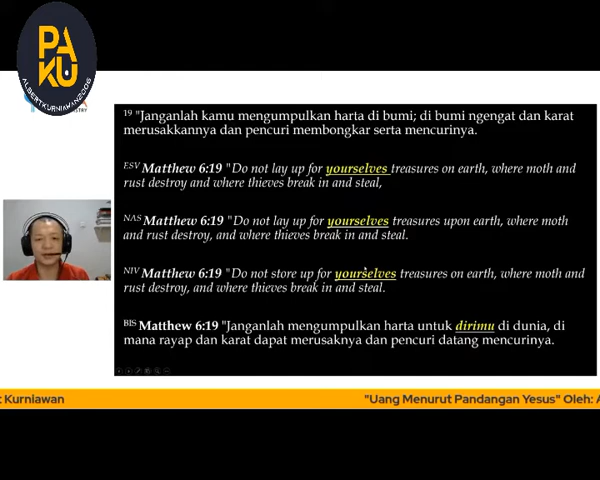 PA
KU
ALBERTKURNIAWAN2006
19 "Janganlah kamu mengumpulkan harta di bumi; di bumi ngengat dan karat
merusakkannya dan pencuri membongkar serta mencurinya.
ESV Matthew 6:19 "Do not lay up for yourselves treasures on earth, where moth and
rust destroy and where thieves break in and steal,
NAS Matthew 6:19 "Do not lay up for yourselves treasures upon earth, where moth
and rust destroy, and where thieves break in and steal.
NIV Matthew 6:19 "Do not store up for yourselves treasures on earth, where moth and
rust destroy, and where thieves break in and steal.
BIS Matthew 6:19 "Janganlah mengumpulkan harta untuk dirimu di dunia, di
mana rayap dan karat dapat merusaknya dan pencuri datang mencurinya.
: Kurniawan
"Uang Menurut Pandangan Yesus" Oleh: A